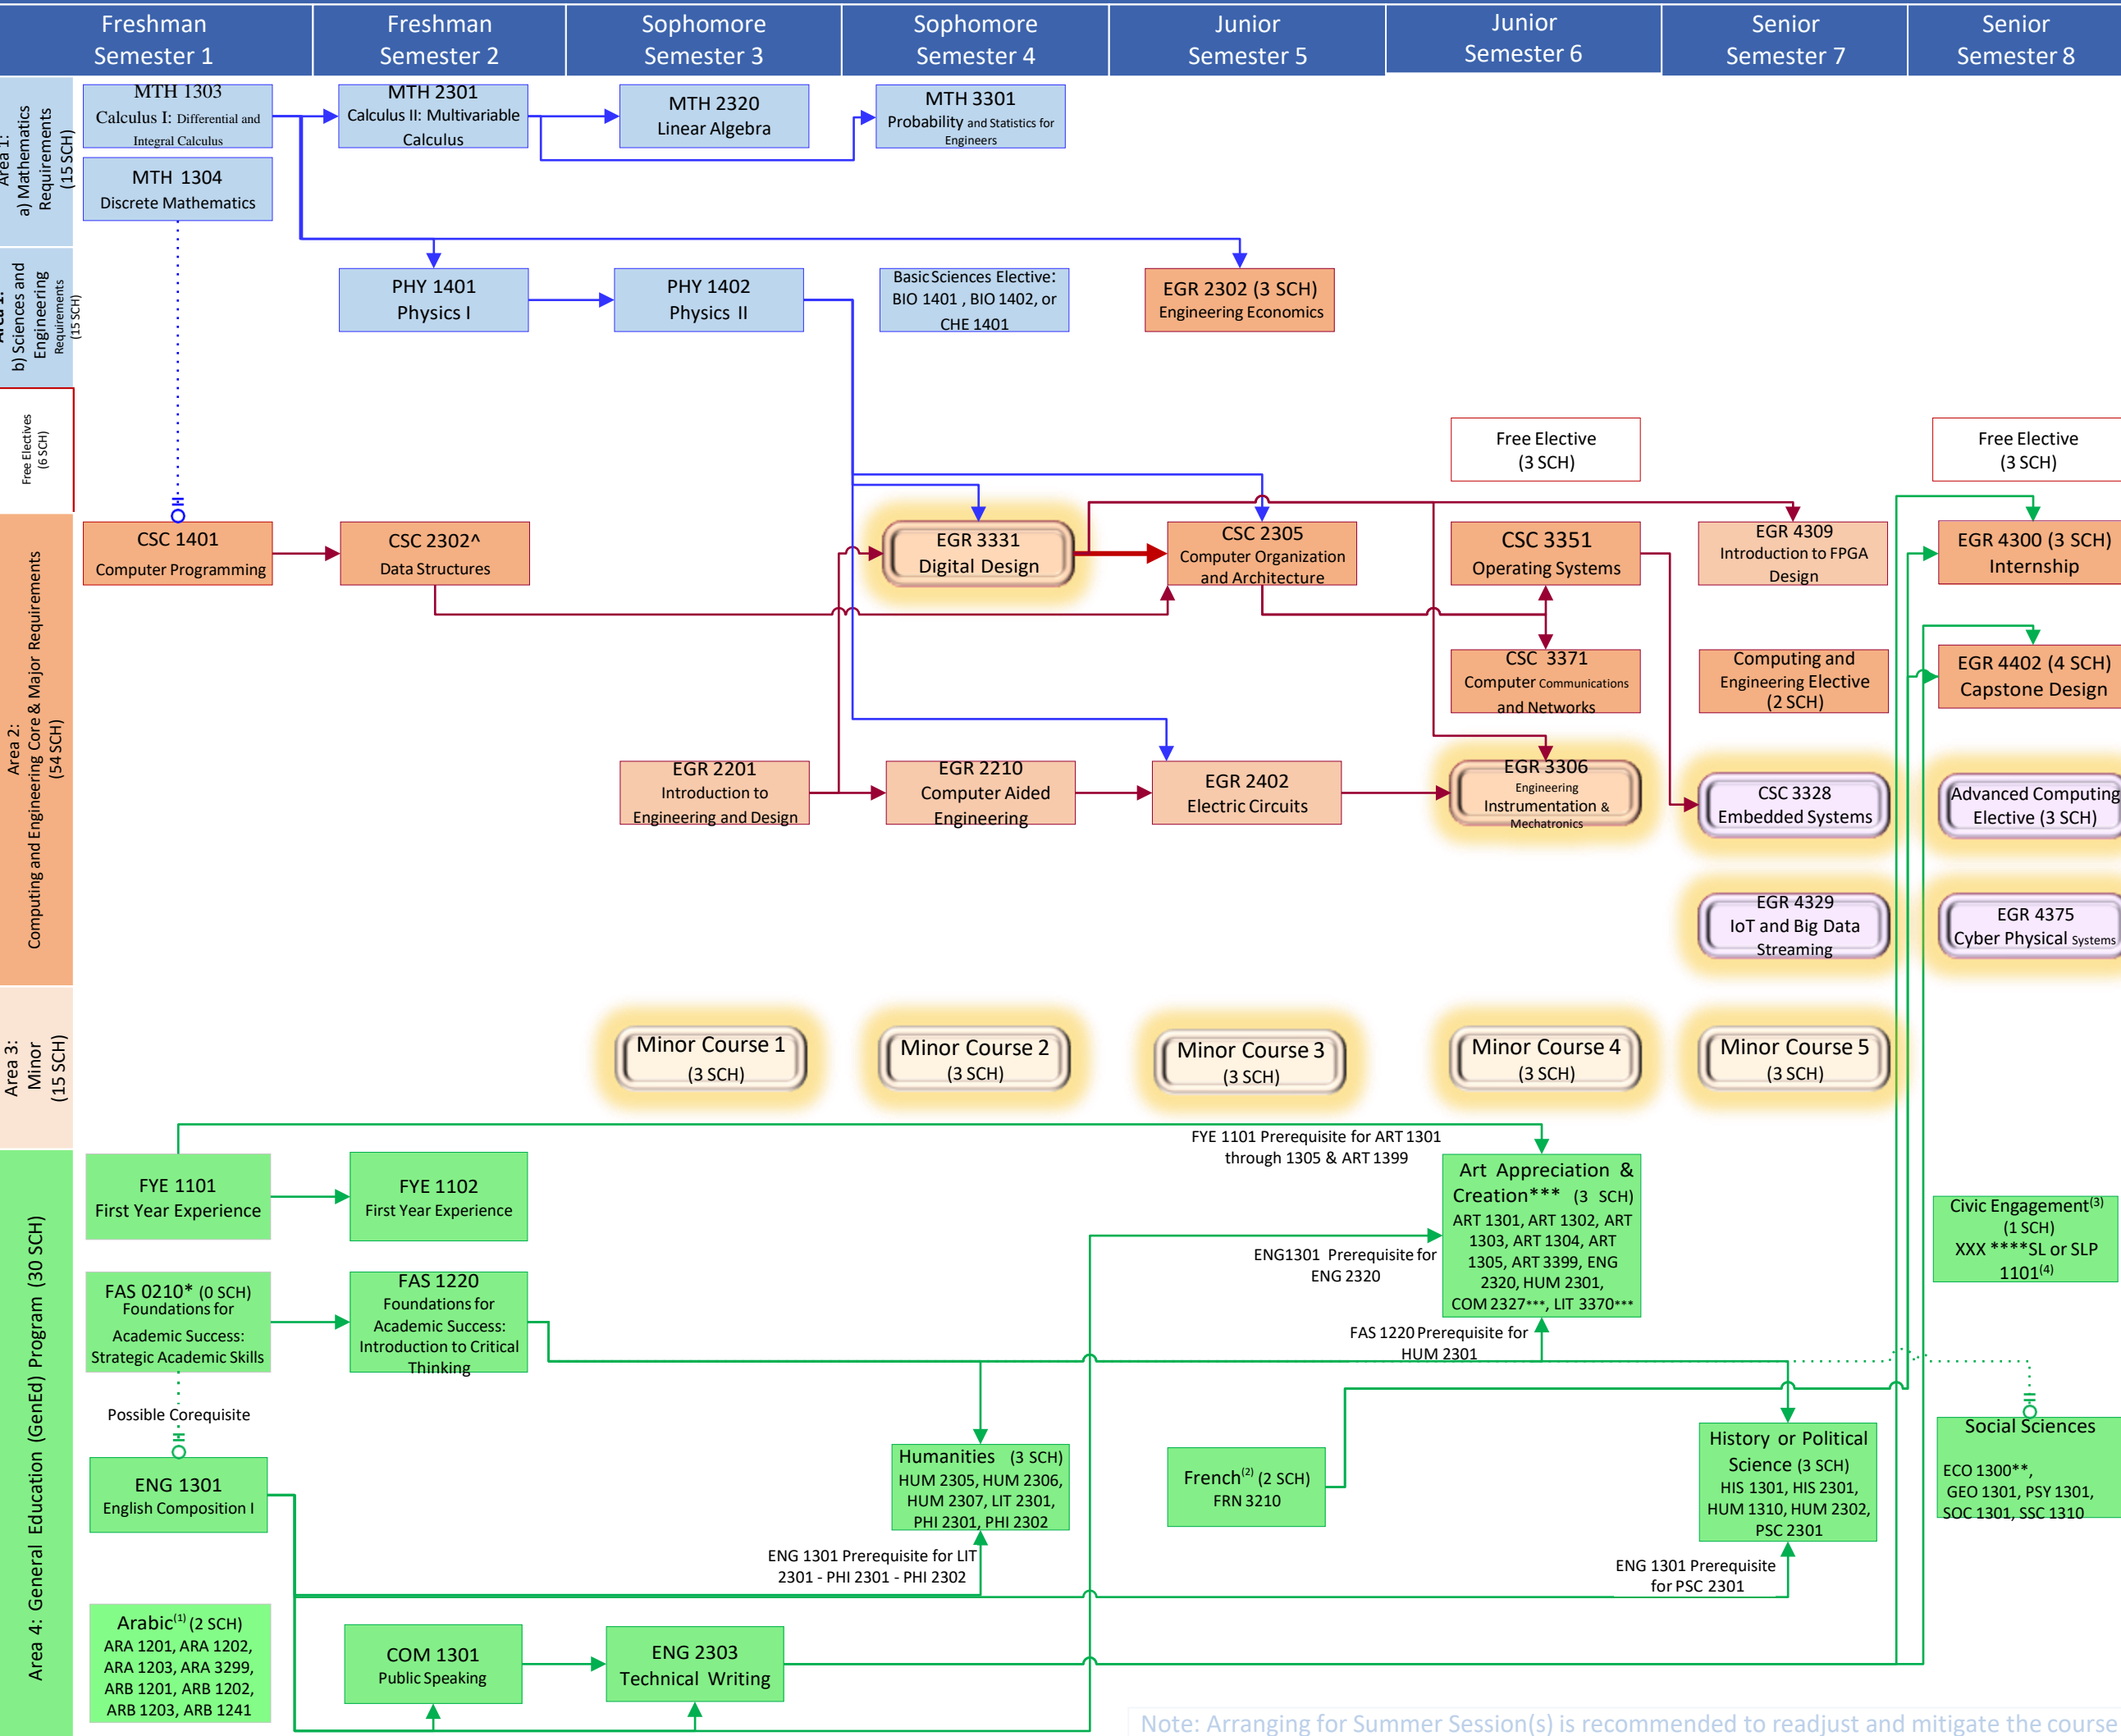 Freshman
Semester 1
Freshman
Semester 2
Sophomore
Semester 3
Sophomore
Semester 4
Junior
Semester 5
Junior
Semester 6
Senior
Semester 7
Senior
Semester 8
Area 1:
a) Mathematics
Requirements
(15 SCH)
MTH 1303
Calculus I: Differential and
Integral Calculus
MTH 2301
Calculus II: Multivariable
Calculus
MTH 2320
Linear Algebra
MTH 3301
Probability and Statistics for
Engineers
MTH 1304
Discrete Mathematics
Area 1:
b) Sciences and
Engineering
Requirements
(15 SCH)
PHY 1401
Physics I
PHY 1402
Physics II
Basic Sciences Elective:
BIO 1401 , BIO 1402, or
CHE 1401
EGR 2302 (3 SCH)
Engineering Economics
Free Electives
(6 SCH)
Free Elective
(3 SCH)
Free Elective
(3 SCH)
Area 2:
Computing and Engineering Core & Major Requirements
(54 SCH)
CSC 1401
Computer Programming
CSC 2302^
Data Structures
EGR 3331
Digital Design
CSC 2305
Computer Organization
and Architecture
CSC 3351
Operating Systems
EGR 4309
Introduction to FPGA
Design
EGR 4300 (3 SCH)
Internship
CSC 3371
Computer Communications
and Networks
Computing and
Engineering Elective
(2 SCH)
EGR 4402 (4 SCH)
Capstone Design
EGR 2201
Introduction to
Engineering and Design
EGR 2210
Computer Aided
Engineering
EGR 2402
Electric Circuits
EGR 3306
Engineering
Instrumentation &
Mechatronics
CSC 3328
Embedded Systems
Advanced Computing
Elective (3 SCH)
EGR 4329
IoT and Big Data
Streaming
EGR 4375
Cyber Physical Systems
Area 3:
Minor
(15 SCH)
Minor Course 1
(3 SCH)
Minor Course 2
(3 SCH)
Minor Course 3
(3 SCH)
Minor Course 4
(3 SCH)
Minor Course 5
(3 SCH)
Area 4: General Education (GenEd) Program (30 SCH)
FYE 1101
First Year Experience
FYE 1102
First Year Experience
FYE 1101 Prerequisite for ART 1301
through 1305 & ART 1399
Art Appreciation &
Creation*** (3 SCH)
ART 1301, ART 1302, ART
1303, ART 1304, ART
1305, ART 3399, ENG
2320, HUM 2301,
COM 2327***, LIT 3370***
ENG1301 Prerequisite for
ENG 2320
Civic Engagement(3)
(1 SCH)
XXX ****SL or SLP
1101(4)
FAS 0210* (0 SCH)
Foundations for
Academic Success:
Strategic Academic Skills
FAS 1220
Foundations for
Academic Success:
Introduction to Critical
Thinking
FAS 1220 Prerequisite for
HUM 2301
Possible Corequisite
ENG 1301
English Composition I
Humanities (3 SCH)
HUM 2305, HUM 2306,
HUM 2307, LIT 2301,
PHI 2301, PHI 2302
French(2) (2 SCH)
FRN 3210
History or Political
Science (3 SCH)
HIS 1301, HIS 2301,
HUM 1310, HUM 2302,
PSC 2301
Social Sciences
ECO 1300**,
GEO 1301, PSY 1301,
SOC 1301, SSC 1310
ENG 1301 Prerequisite for LIT
2301 - PHI 2301 - PHI 2302
ENG 1301 Prerequisite
for PSC 2301
Arabic(1) (2 SCH)
ARA 1201, ARA 1202,
ARA 1203, ARA 3299,
ARB 1201, ARB 1202,
ARB 1203, ARB 1241
COM 1301
Public Speaking
ENG 2303
Technical Writing
Note: Arranging for Summer Session(s) is recommended to readjust and mitigate the course